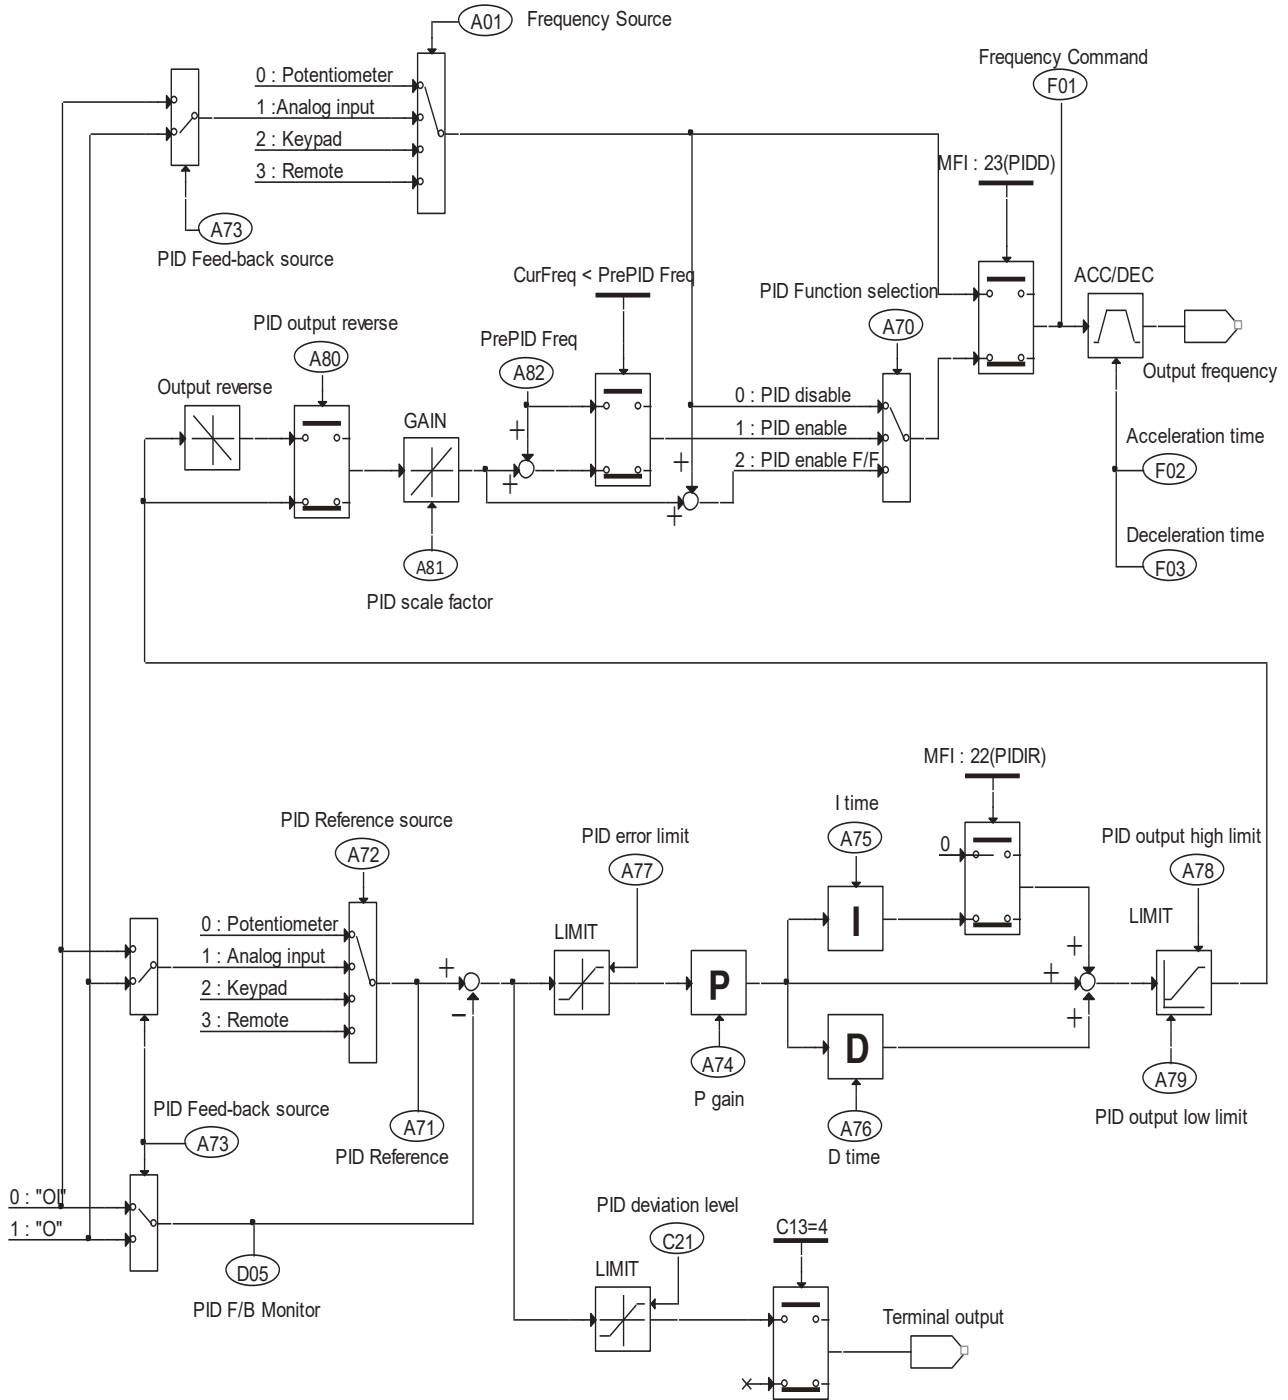 A01 Frequency Source
Frequency Command
F01
0 : Potentiometer
1 :Analog input
2 : Keypad
3 : Remote
MFI : 23(PIDD)
A73
PID Feed-back source
CurFreq < PrePID Freq
ACC/DEC
PID Function selection
A70
PID output reverse
A80
PrePID Freq
A82
Output frequency
Output reverse
GAIN
0 : PID disable
1 : PID enable
2 : PID enable F/F
+
+
+
+
Acceleration time
F02
Deceleration time
F03
A81
PID scale factor
MFI : 22(PIDIR)
I time
A75
PID Reference source
A72
PID error limit
A77
PID output high limit
A78
0
0 : Potentiometer
1 : Analog input
2 : Keypad
3 : Remote
LIMIT
I
LIMIT
+
+
+
+
−
P
D
A74
P gain
A79
PID output low limit
PID Feed-back source
A73
A71
PID Reference
A76
D time
0 : "OI"
1 : "O"
D05
PID F/B Monitor
PID deviation level
C21
C13=4
LIMIT
Terminal output